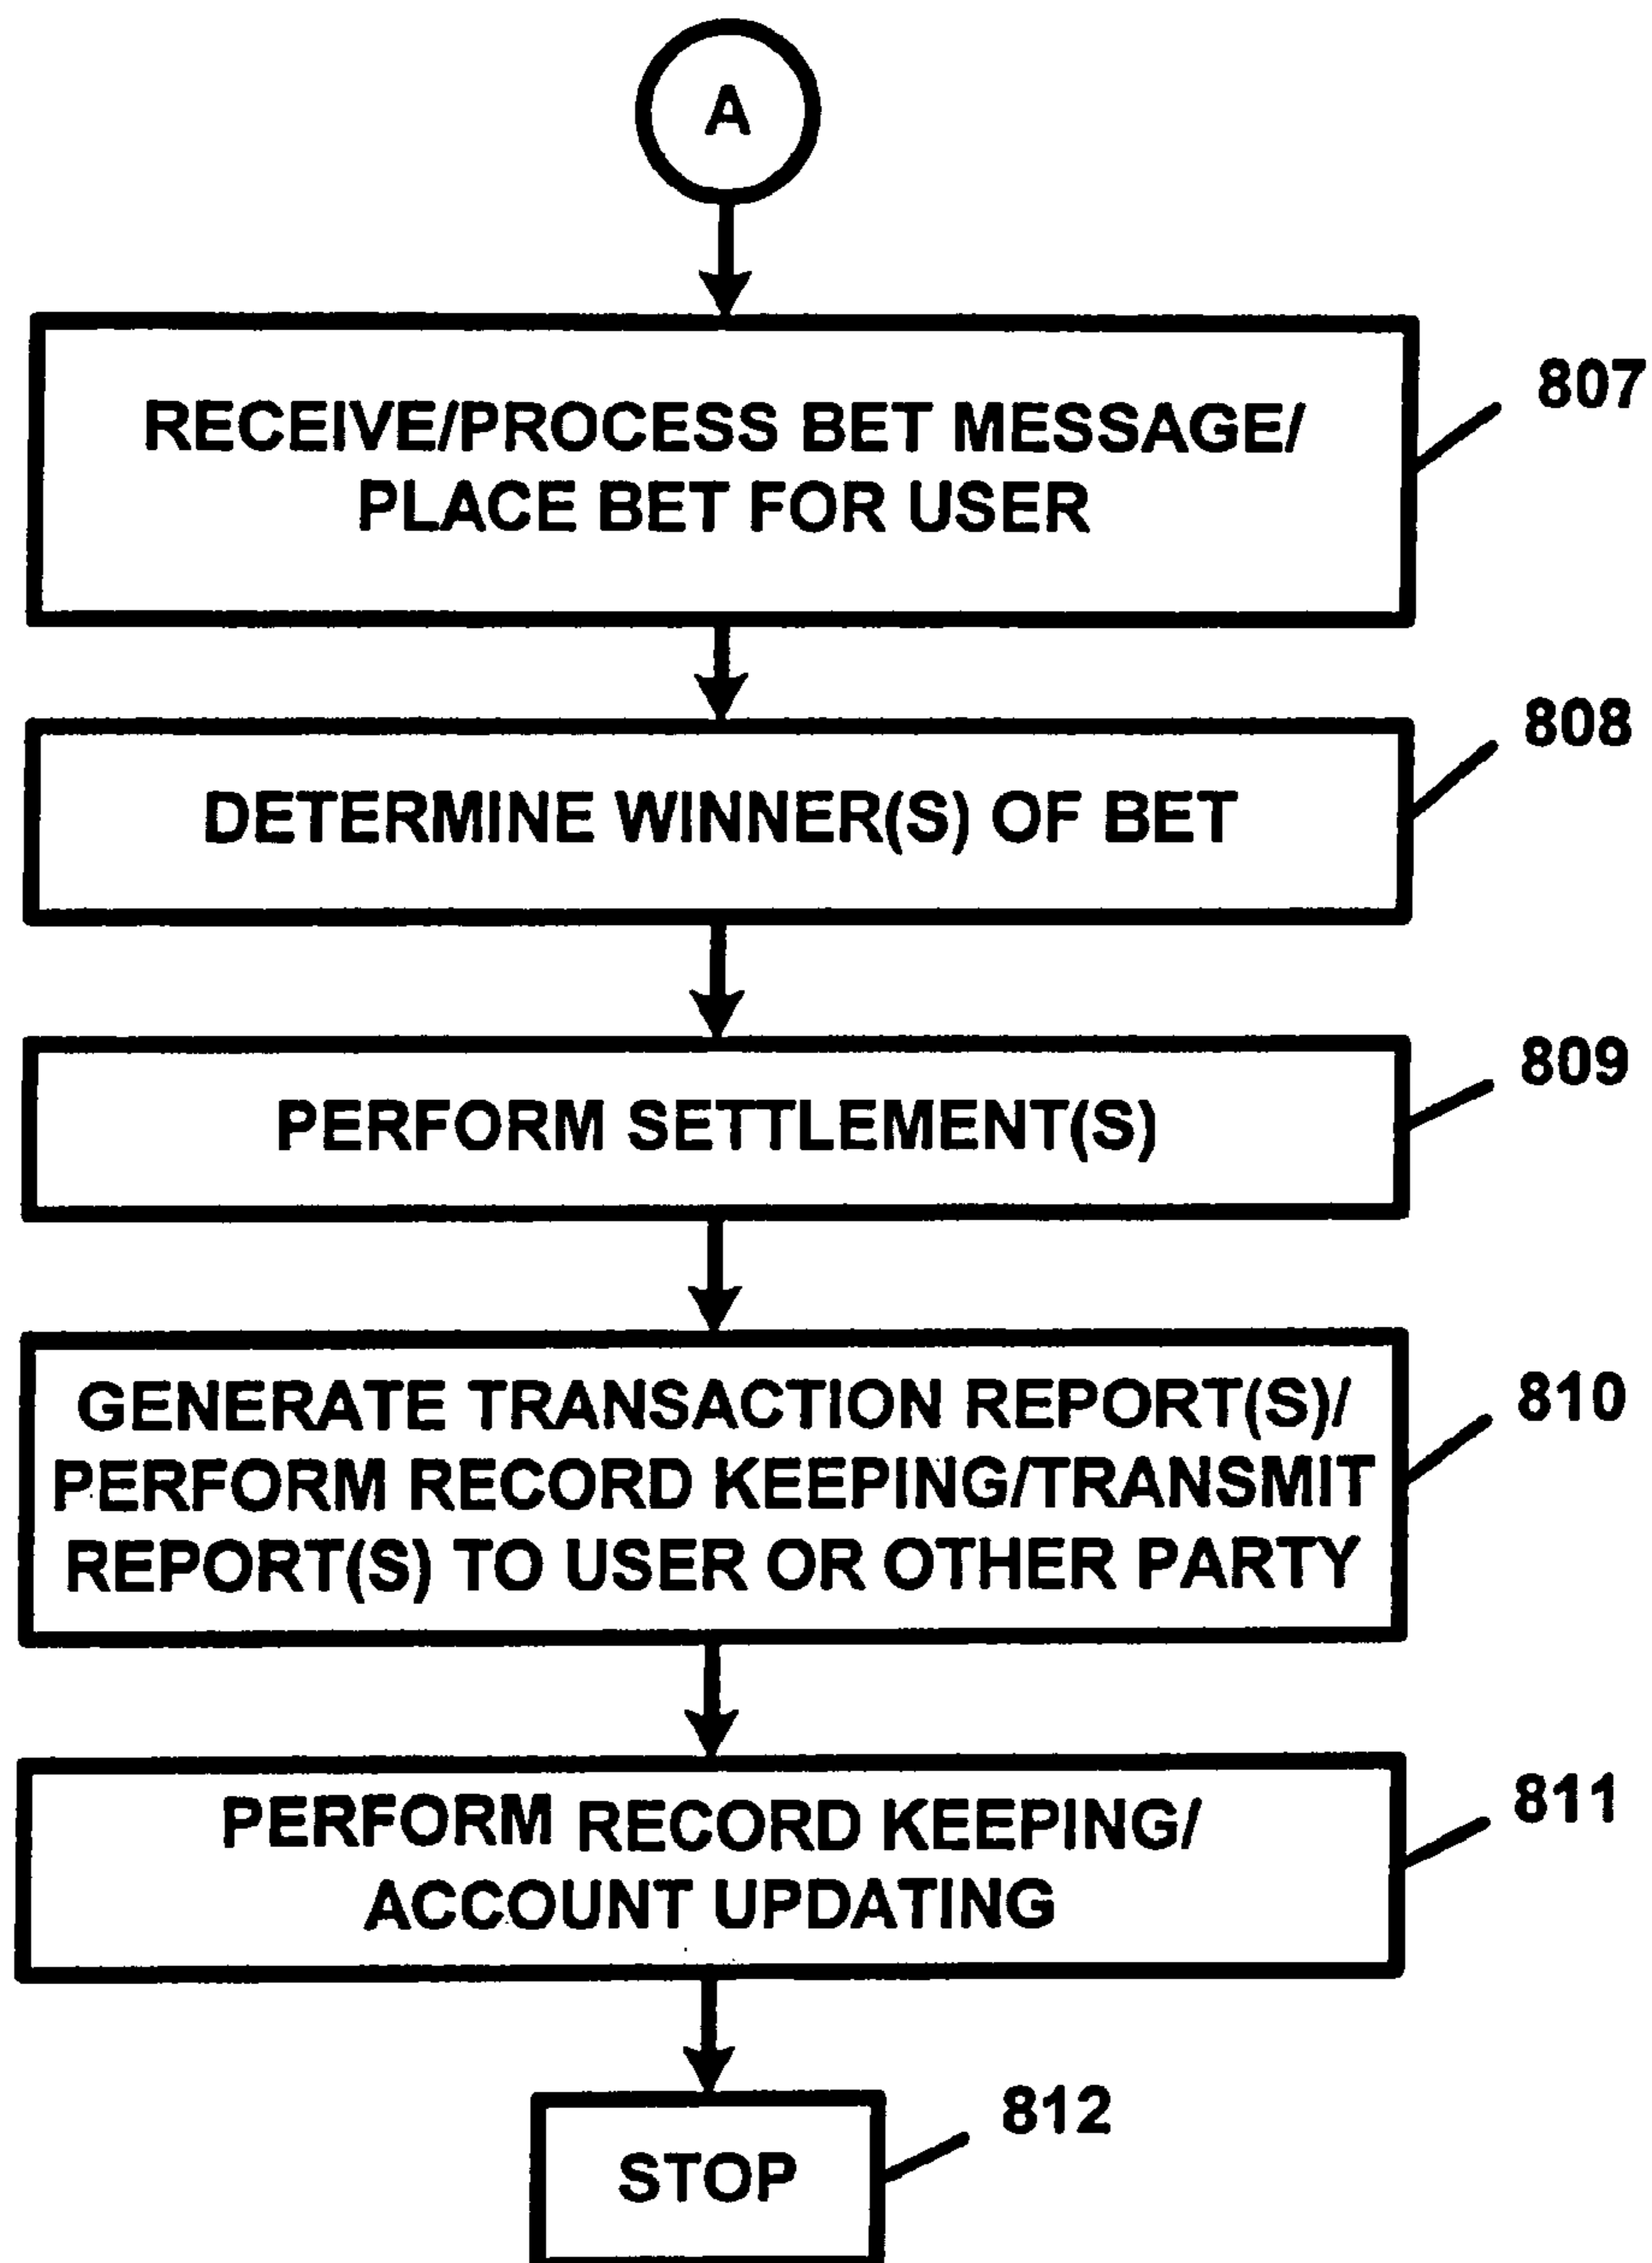 A
RECEIVE/PROCESS BET MESSAGE/
PLACE BET FOR USER
807
DETERMINE WINNER(S) OF BET
808
PERFORM SETTLEMENT(S)
809
GENERATE TRANSACTION REPORT(S)/
PERFORM RECORD KEEPING/TRANSMIT
REPORT(S) TO USER OR OTHER PARTY
810
PERFORM RECORD KEEPING/
ACCOUNT UPDATING
811
STOP
812